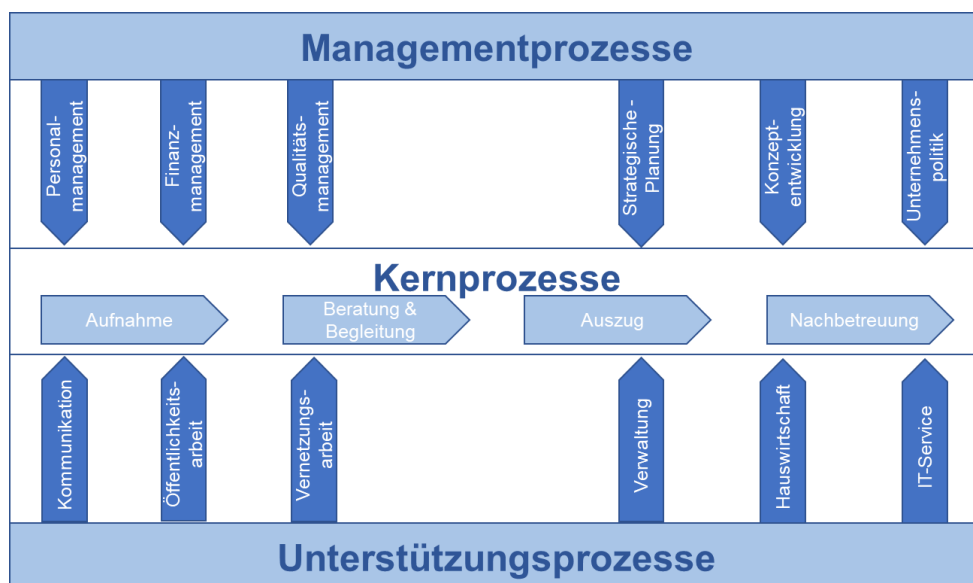 Managementprozesse
Personal-
management
Finanz-
management
Qualitäts-
management
Strategische -
Planung
Konzept-
entwicklung
Unternehmens-
politik
Kernprozesse
Aufnahme
Beratung &
Begleitung
Auszug
Nachbetreuung
Kommunikation
Öffentlichkeits-
arbeit
Vernetzungs-
arbeit
Verwaltung
Hauswirtschaft
IT-Service
Unterstützungsprozesse